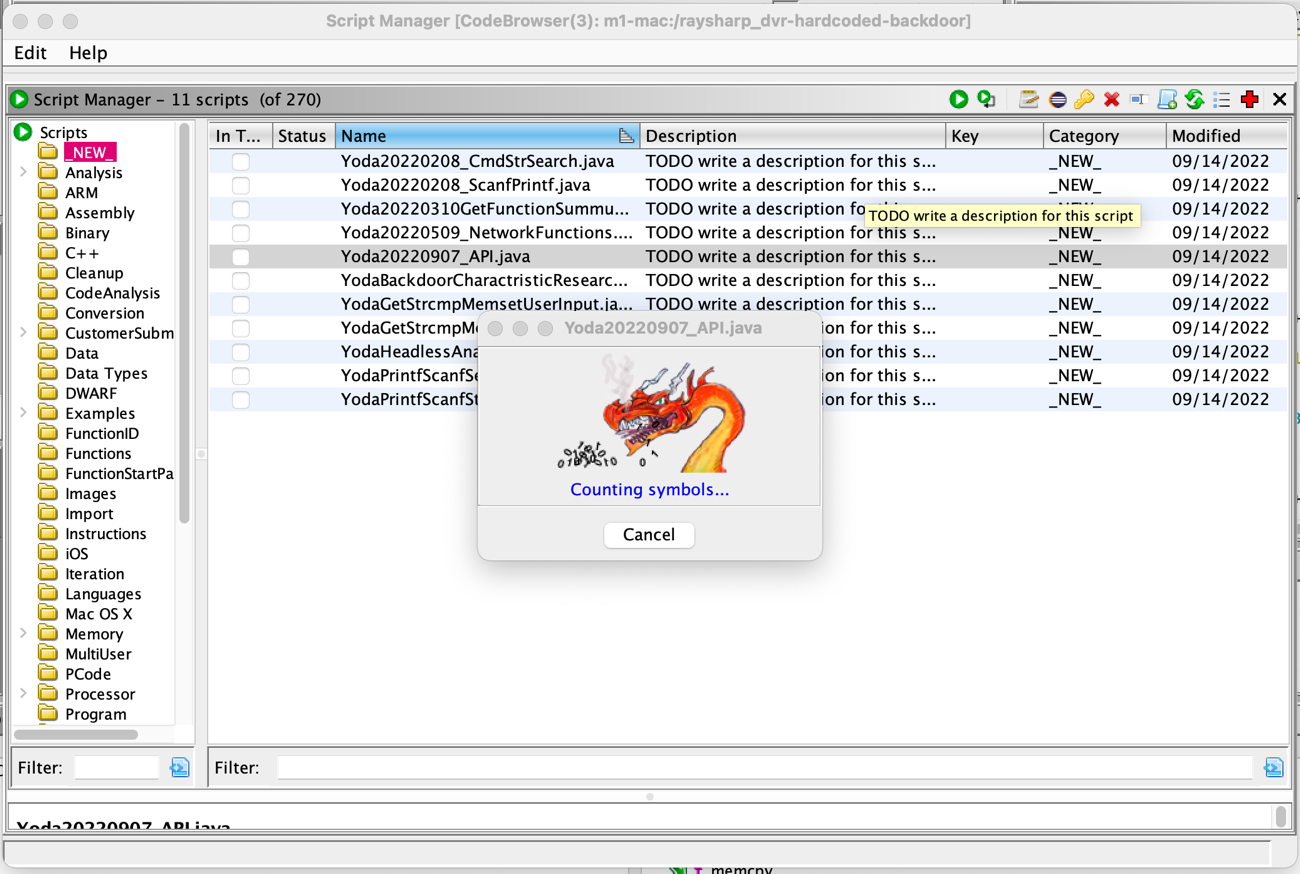 Script Manager [CodeBrowser(3): m1-mac:/raysharp_dvr-hardcoded-backdoor]
Edit Help
Script Manager – 11 scripts (of 270)
Scripts
_NEW_
Analysis
ARM
Assembly
Binary
C++
Cleanup
CodeAnalysis
Conversion
CustomerSubm
Data
Data Types
DWARF
Examples
FunctionID
Functions
FunctionStartPa
Images
Import
Instructions
iOS
Iteration
Languages
Mac OS X
Memory
MultiUser
PCode
Processor
Program
Filter:
In T... Status Name Description Key Category Modified
Yoda20220208_CmdStrSearch.java TODO write a description for this s... _NEW_ 09/14/2022
Yoda20220208_ScanfPrintf.java TODO write a description for this s... _NEW_ 09/14/2022
Yoda20220310GetFunctionSummu... TODO write a description fo 09/14/2022
TODO write a description for this script
Yoda20220509_NetworkFunctions.... TODO write a description for this s... _NEW_ 09/14/2022
Yoda20220907_API.java TODO write a description for this s... _NEW_ 09/14/2022
YodaBackdoorCharactristicResearc... TODO write a description for this s... _NEW_ 09/14/2022
YodaGetStrcmpMemsetUserInput.ja... TODO write a description for this s... _NEW_ 09/14/2022
YodaGetStrcmpM ion for this s... _NEW_ 09/14/2022
YodaHeadlessAna ion for this s... _NEW_ 09/14/2022
YodaPrintfScanfSe ion for this s... _NEW_ 09/14/2022
YodaPrintfScanfSt ion for this s... _NEW_ 09/14/2022
Yoda20220907_API.java
Counting symbols...
Cancel
Filter:
Yoda20220907_API.java
memcpy